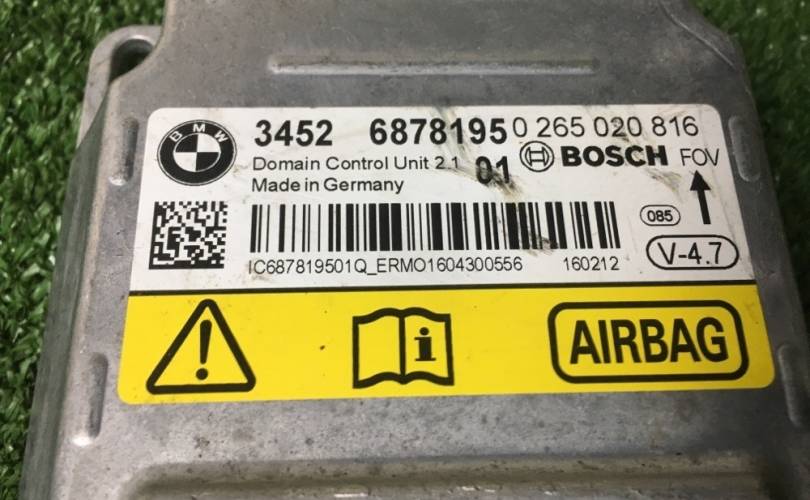 BMW
3452 6878195 0 265 020 816
Domain Control Unit 2.1 01 BOSCH FOV
Made in Germany
085
V-4.7
IC687819501Q_ERMO1604300556 160212
i
AIRBAG